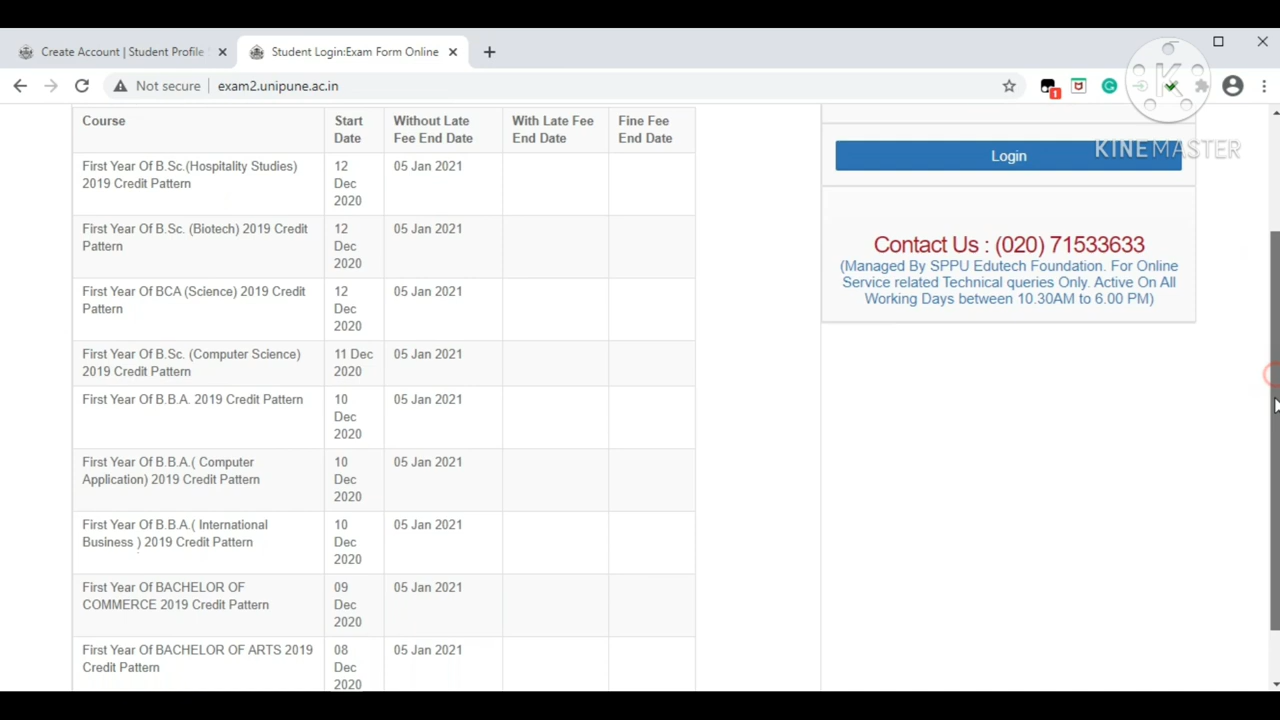 Create Account | Student Profile
Student Login:Exam Form Online
Not secure
exam2.unipune.ac.in
1
KINEMASTER
Course
Start
Date
Without Late
Fee End Date
With Late Fee
End Date
Fine Fee
End Date
First Year Of B.Sc.(Hospitality Studies)
2019 Credit Pattern
12
Dec
2020
05 Jan 2021
First Year Of B.Sc. (Biotech) 2019 Credit
Pattern
12
Dec
2020
05 Jan 2021
First Year Of BCA (Science) 2019 Credit
Pattern
12
Dec
2020
05 Jan 2021
First Year Of B.Sc. (Computer Science)
2019 Credit Pattern
11 Dec
2020
05 Jan 2021
First Year Of B.B.A. 2019 Credit Pattern
10
Dec
2020
05 Jan 2021
First Year Of B.B.A.( Computer
Application) 2019 Credit Pattern
10
Dec
2020
05 Jan 2021
First Year Of B.B.A.( International
Business ) 2019 Credit Pattern
10
Dec
2020
05 Jan 2021
First Year Of BACHELOR OF
COMMERCE 2019 Credit Pattern
09
Dec
2020
05 Jan 2021
First Year Of BACHELOR OF ARTS 2019
Credit Pattern
08
Dec
2020
05 Jan 2021
Login
Contact Us : (020) 71533633
(Managed By SPPU Edutech Foundation. For Online
Service related Technical queries Only. Active On All
Working Days between 10.30AM to 6.00 PM)